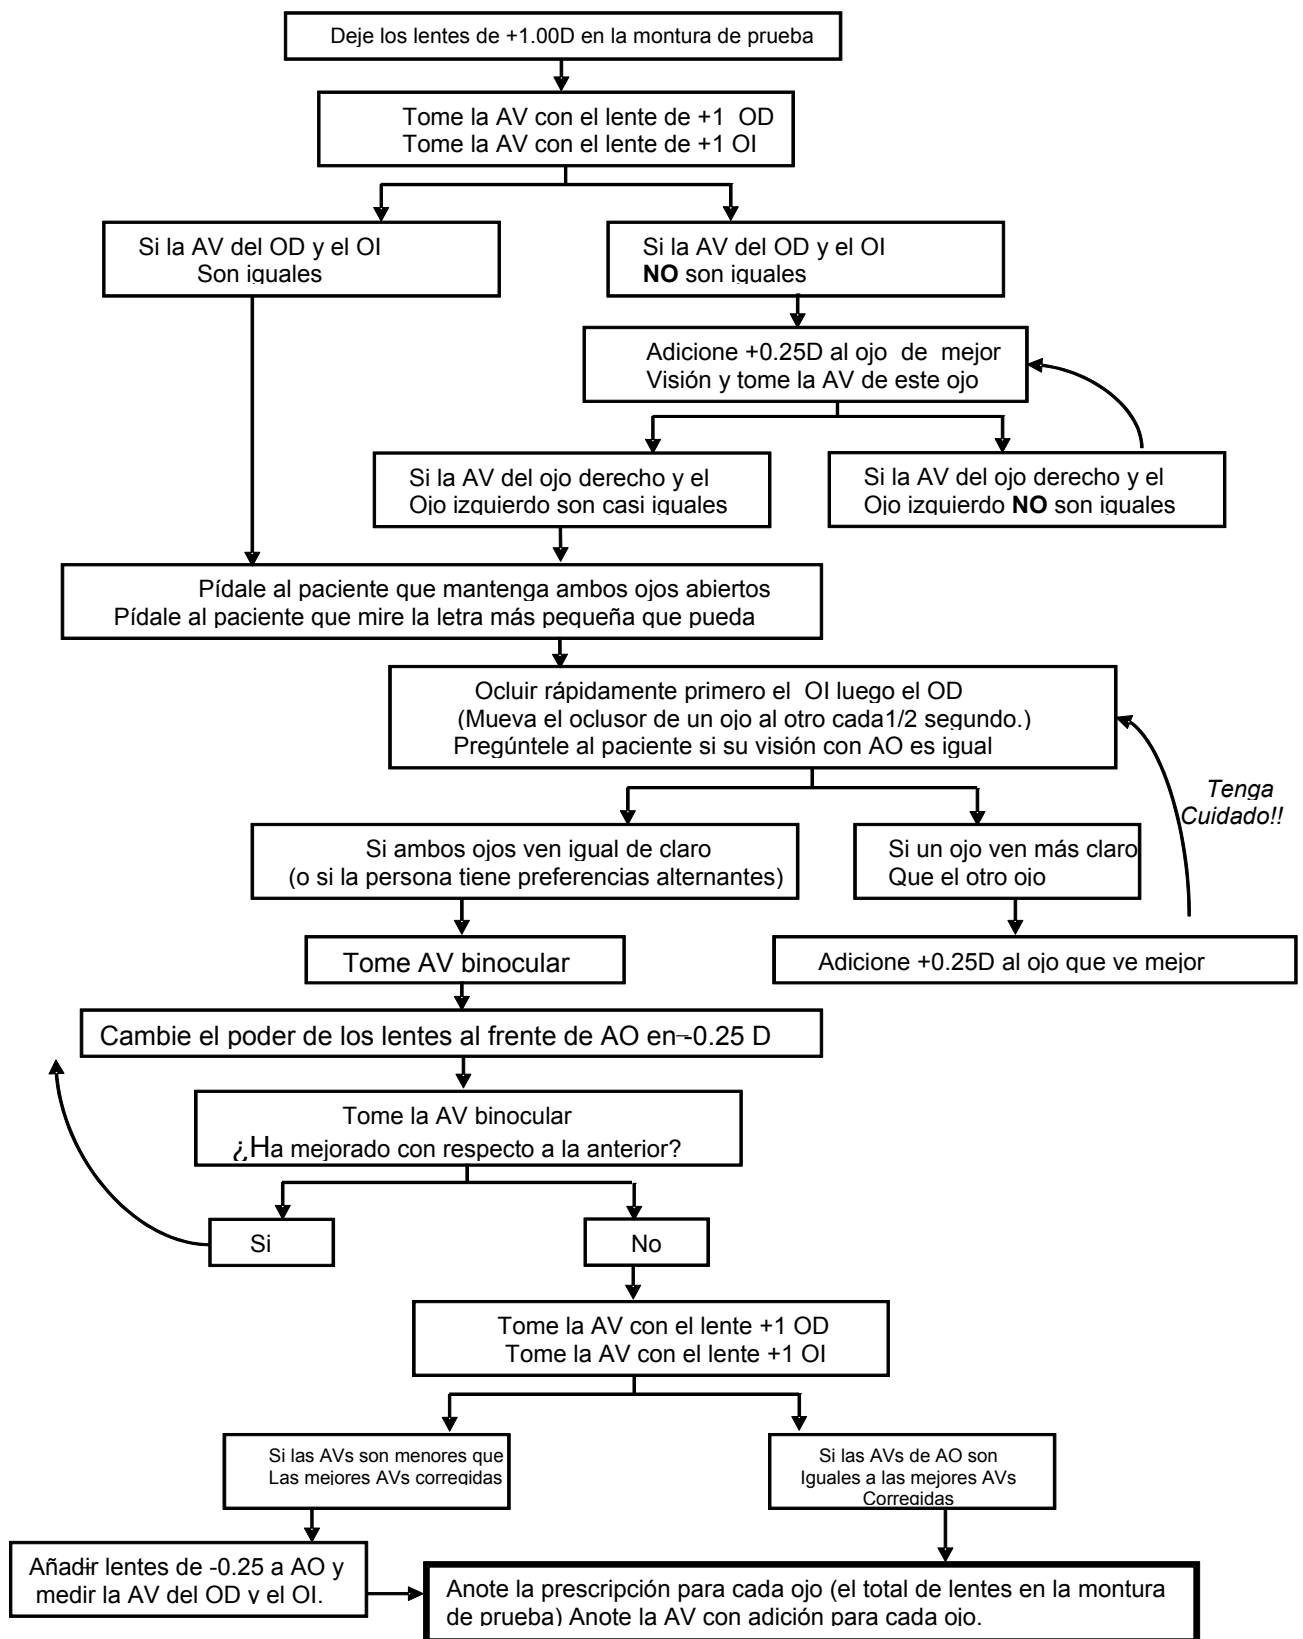 Deje los lentes de +1.00D en la montura de prueba
Tome la AV con el lente de +1 OD
Tome la AV con el lente de +1 OI
Si la AV del OD y el OI
Son iguales
Si la AV del OD y el OI
NO son iguales
Adicione +0.25D al ojo de mejor
Visión y tome la AV de este ojo
Si la AV del ojo derecho y el
Ojo izquierdo son casi iguales
Si la AV del ojo derecho y el
Ojo izquierdo NO son iguales
Pídale al paciente que mantenga ambos ojos abiertos
Pídale al paciente que mire la letra más pequeña que pueda
Ocluir rápidamente primero el OI luego el OD
(Mueva el oclusor de un ojo al otro cada1/2 segundo.)
Pregúntele al paciente si su visión con AO es igual
Tenga
Cuidado!!
Si ambos ojos ven igual de claro
(o si la persona tiene preferencias alternantes)
Si un ojo ven más claro
Que el otro ojo
Tome AV binocular
Adicione +0.25D al ojo que ve mejor
Cambie el poder de los lentes al frente de AO en -0.25 D
Tome la AV binocular
¿Ha mejorado con respecto a la anterior?
Si
No
Tome la AV con el lente +1 OD
Tome la AV con el lente +1 OI
Si las AVs son menores que
Las mejores AVs corregidas
Si las AVs de AO son
Iguales a las mejores AVs
Corregidas
Añadir lentes de -0.25 a AO y
medir la AV del OD y el OI.
Anote la prescripción para cada ojo (el total de lentes en la montura
de prueba) Anote la AV con adición para cada ojo.